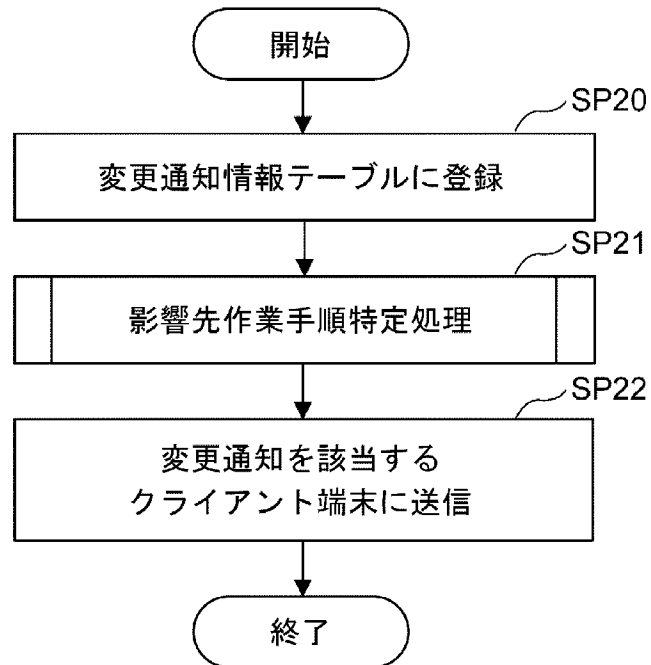 開始
SP20
変更通知情報テーブルに登録
SP21
影響先作業手順特定処理
SP22
変更通知を該当する
クライアント端末に送信
終了